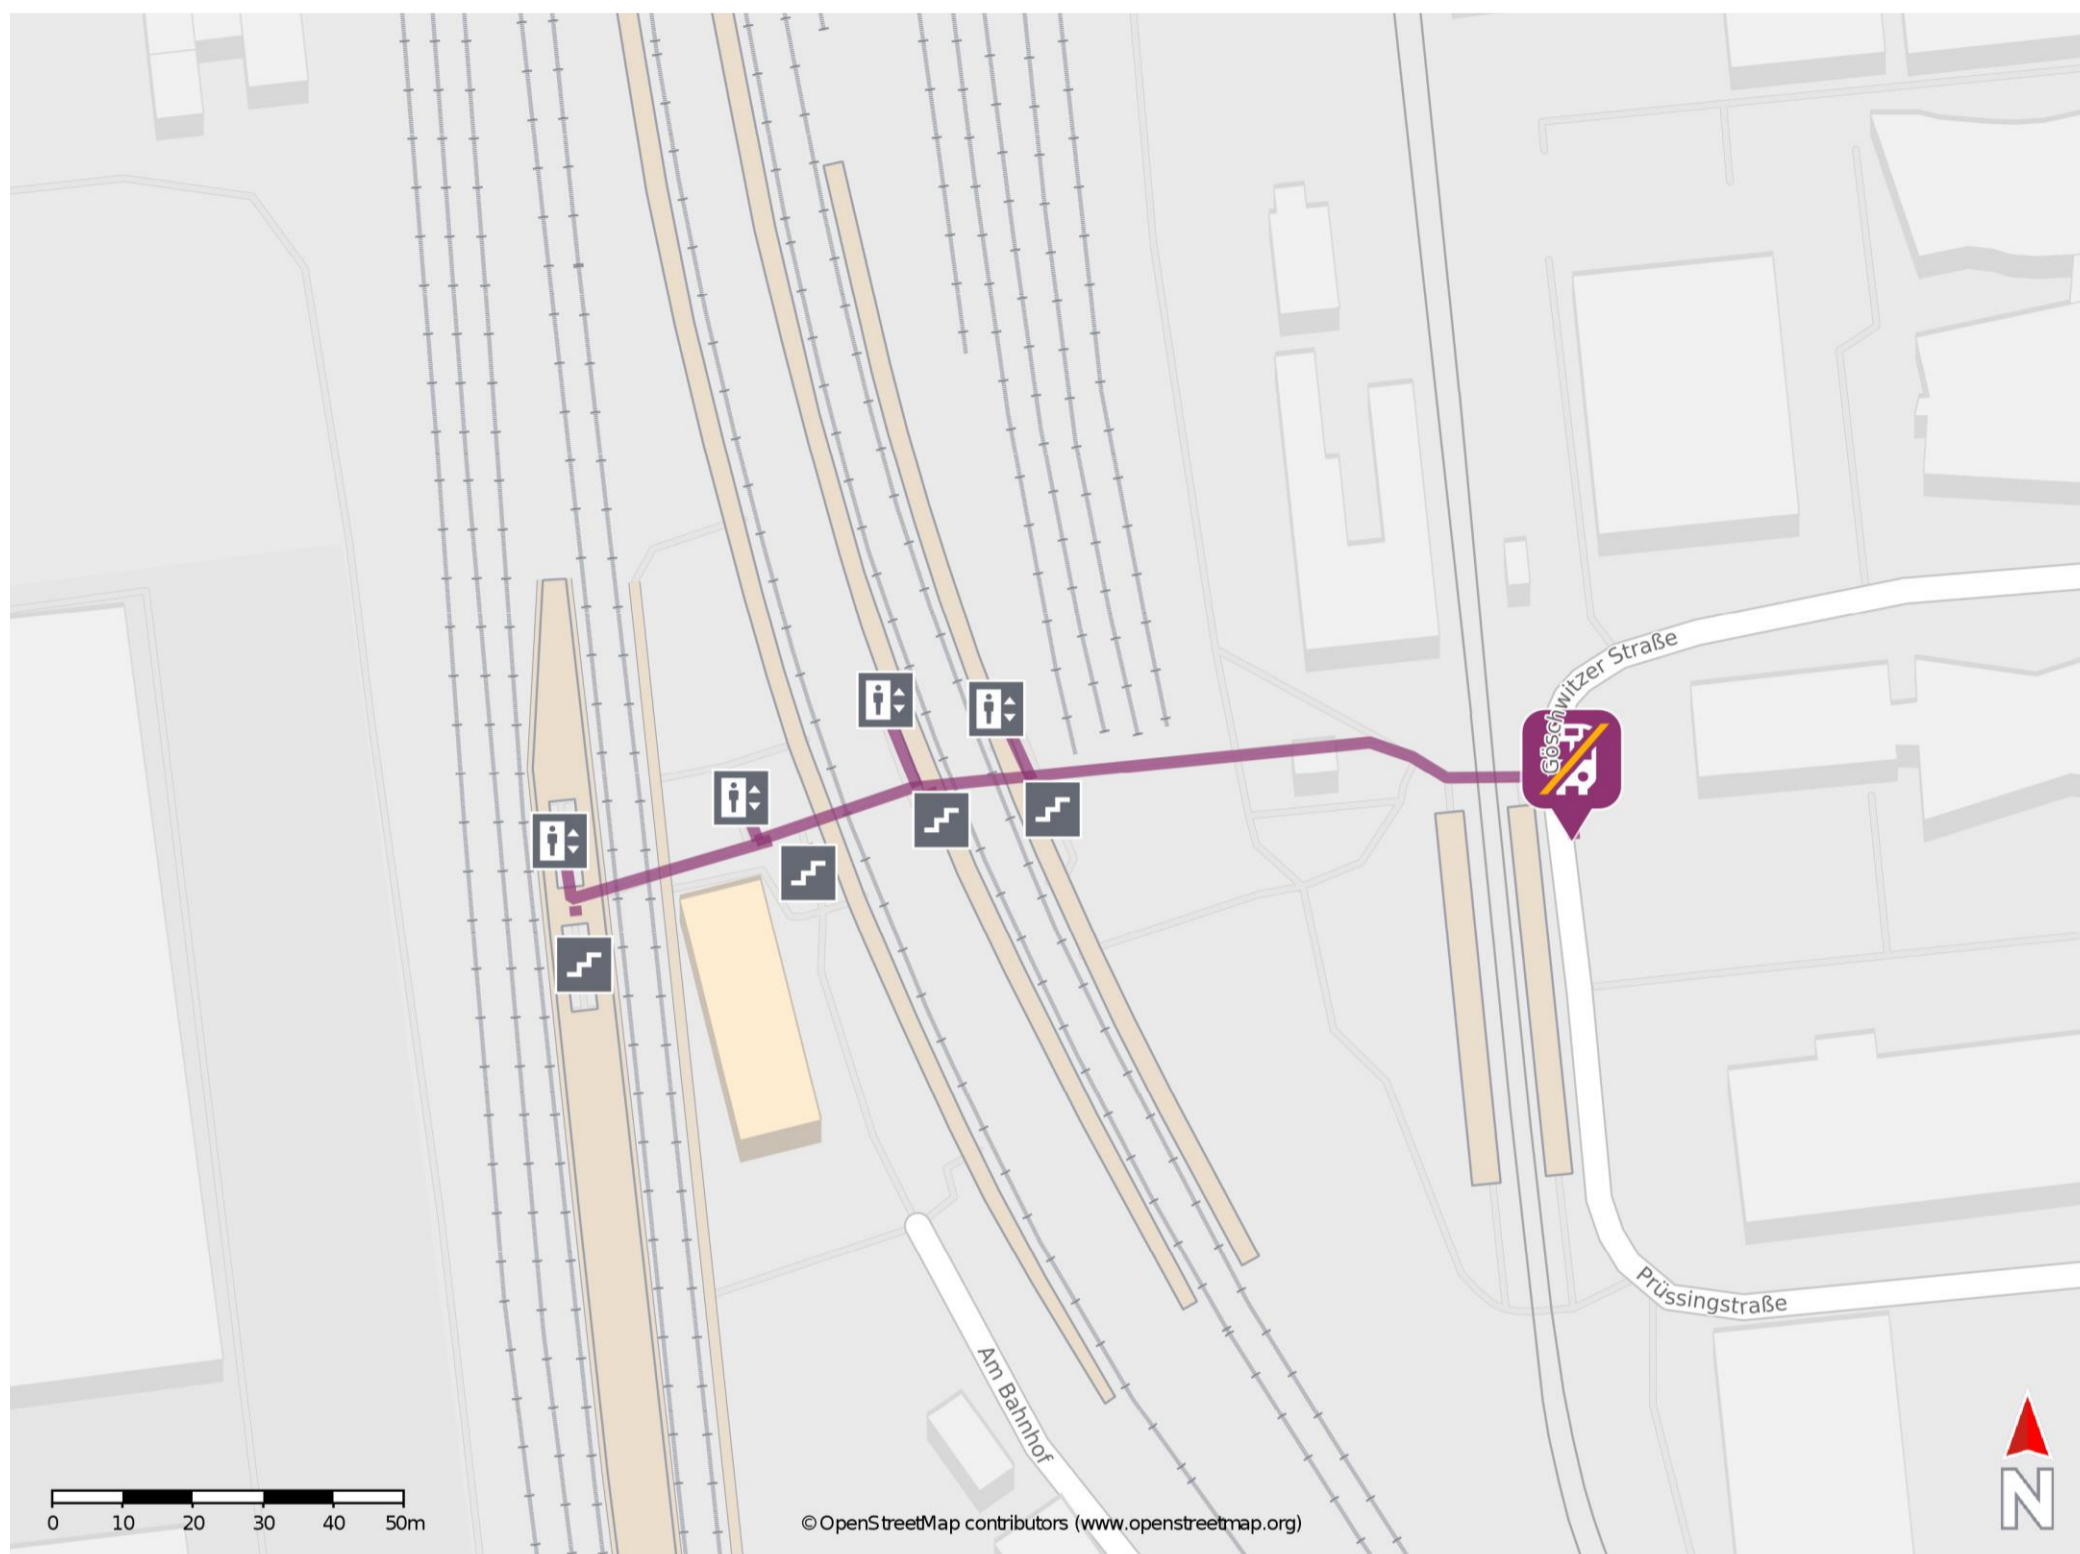 Göschwitzer Straße
Prüssingstraße
Am Bahnhof
0 10 20 30 40 50m
© OpenStreetMap contributors (www.openstreetmap.org)
N